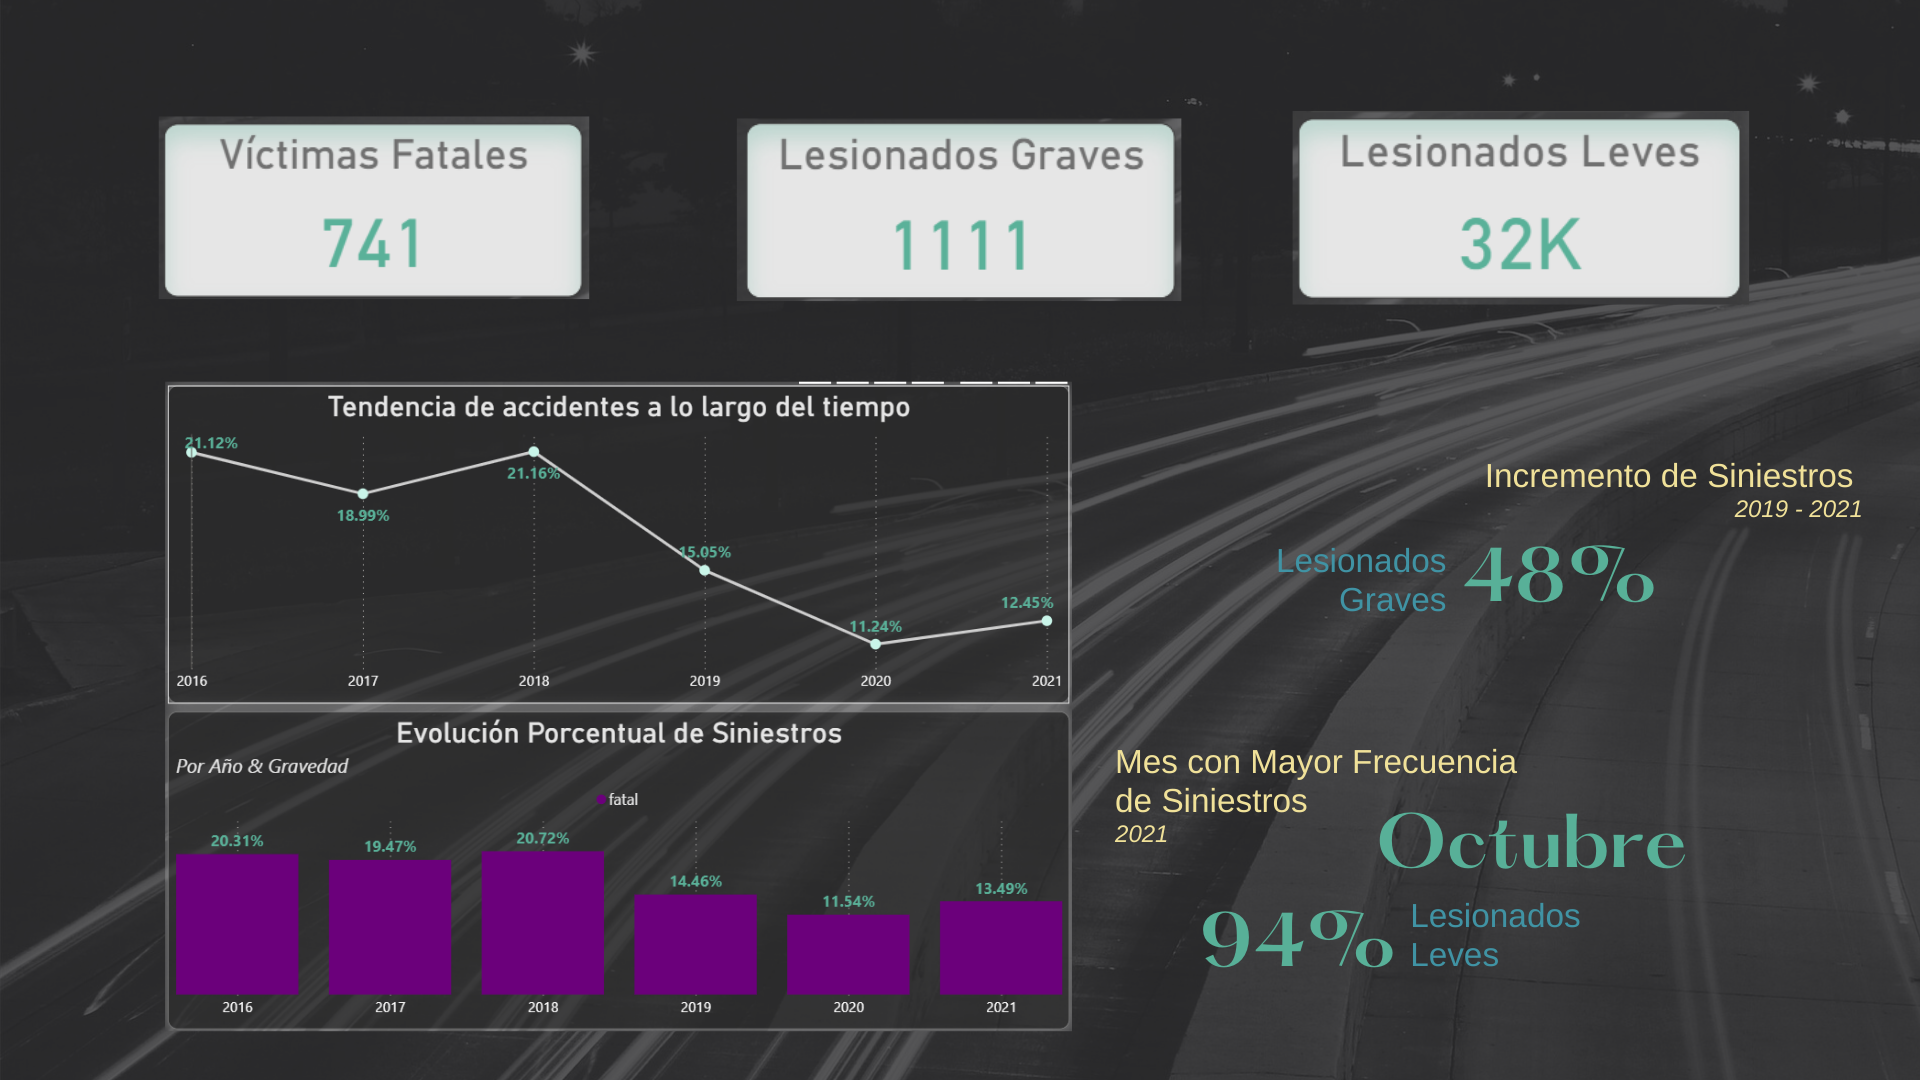 Víctimas Fatales
741
Lesionados Graves
1111
Lesionados Leves
32K
Tendencia de accidentes a lo largo del tiempo
21.12%
18.99%
21.16%
15.05%
11.24%
12.45%
2016 2017 2018 2019 2020 2021
Evolución Porcentual de Siniestros
Por Año & Gravedad
fatal
20.31%
19.47%
20.72%
14.46%
11.54%
13.49%
2016 2017 2018 2019 2020 2021
Incremento de Siniestros
2019 - 2021
Lesionados
Graves
48%
Mes con Mayor Frecuencia
de Siniestros
2021
Octubre
94%
Lesionados
Leves